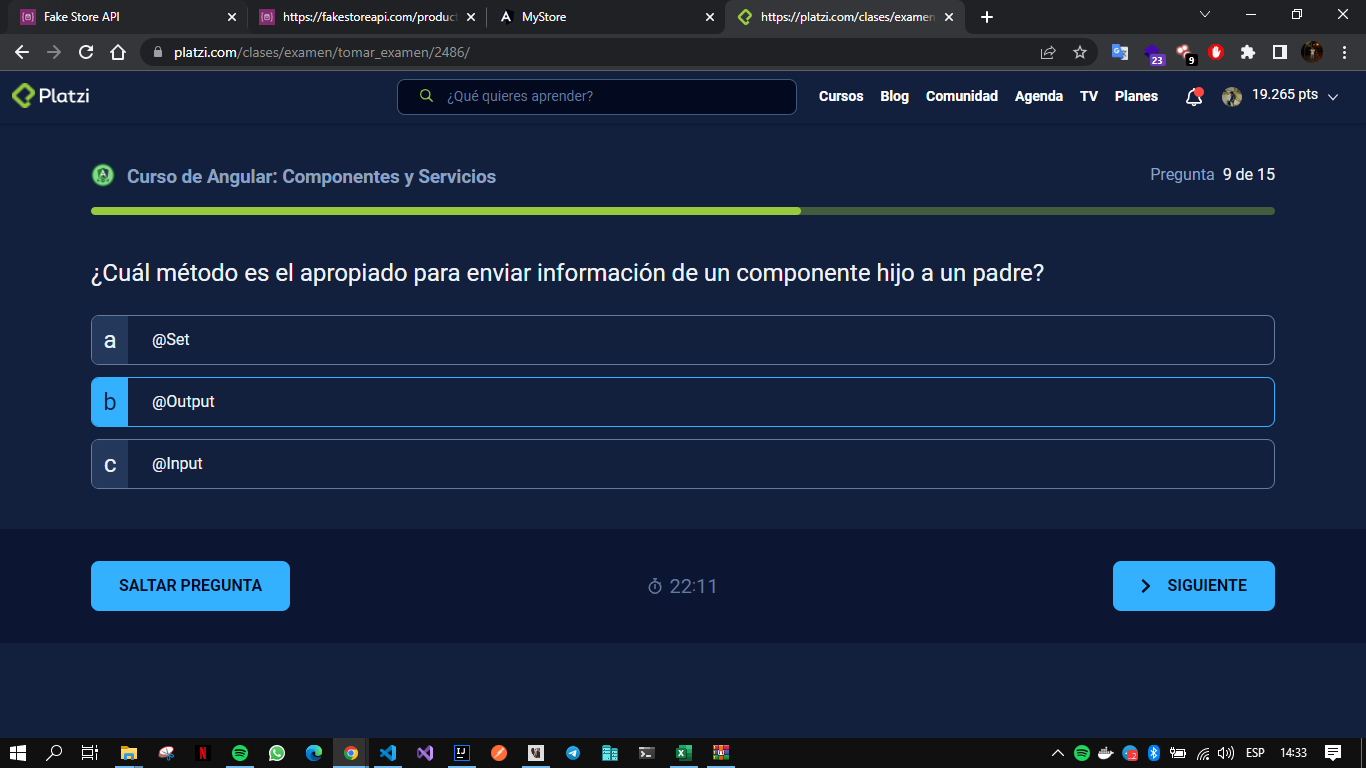 Fake Store API
https://fakestoreapi.com/product
MyStore
https://platzi.com/clases/examen
platzi.com/clases/examen/tomar_examen/2486/
23
9
Platzi
¿Qué quieres aprender?
Cursos
Blog
Comunidad
Agenda
TV
Planes
19.265 pts
Curso de Angular: Componentes y Servicios
Pregunta 9 de 15
¿Cuál método es el apropiado para enviar información de un componente hijo a un padre?
a @Set
b @Output
c @Input
SALTAR PREGUNTA
22:11
SIGUIENTE
ESP
14:33